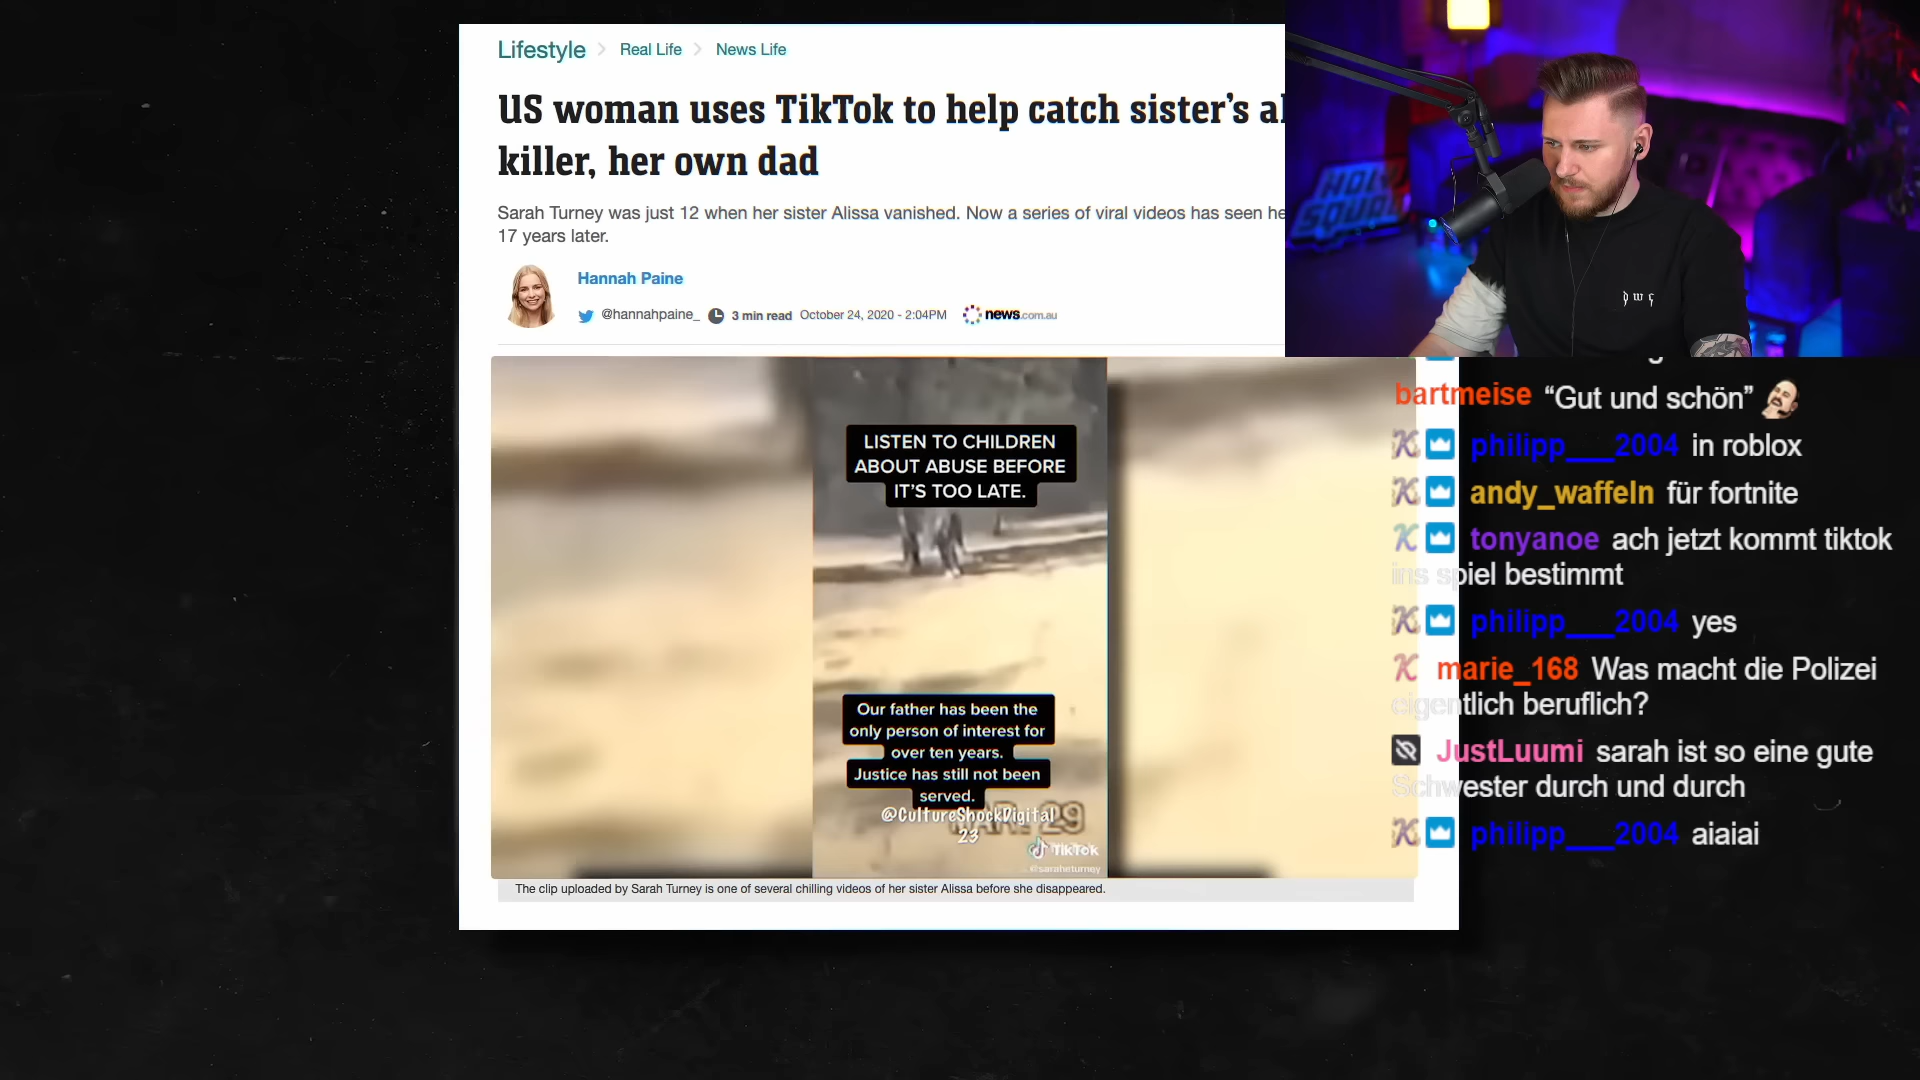 Lifestyle > Real Life > News Life
US woman uses TikTok to help catch sister's al
killer, her own dad
Sarah Turney was just 12 when her sister Alissa vanished. Now a series of viral videos has seen he
17 years later.
Hannah Paine
@hannahpaine_ 3 min read October 24, 2020 - 2:04PM news.com.au
LISTEN TO CHILDREN
ABOUT ABUSE BEFORE
IT'S TOO LATE.
Our father has been the
only person of interest for
over ten years.
Justice has still not been
served.
@CultureShockDigital
23
MAR. 29
TikTok
@saraheturney
The clip uploaded by Sarah Turney is one of several chilling videos of her sister Alissa before she disappeared.
HOLY
SQUAD
bartmeise “Gut und schön”
philipp___2004 in roblox
andy_waffeln für fortnite
tonyanoe ach jetzt kommt tiktok
ins spiel bestimmt
philipp___2004 yes
marie_168 Was macht die Polizei
eigentlich beruflich?
JustLuumi sarah ist so eine gute
Schwester durch und durch
philipp___2004 aiaiai